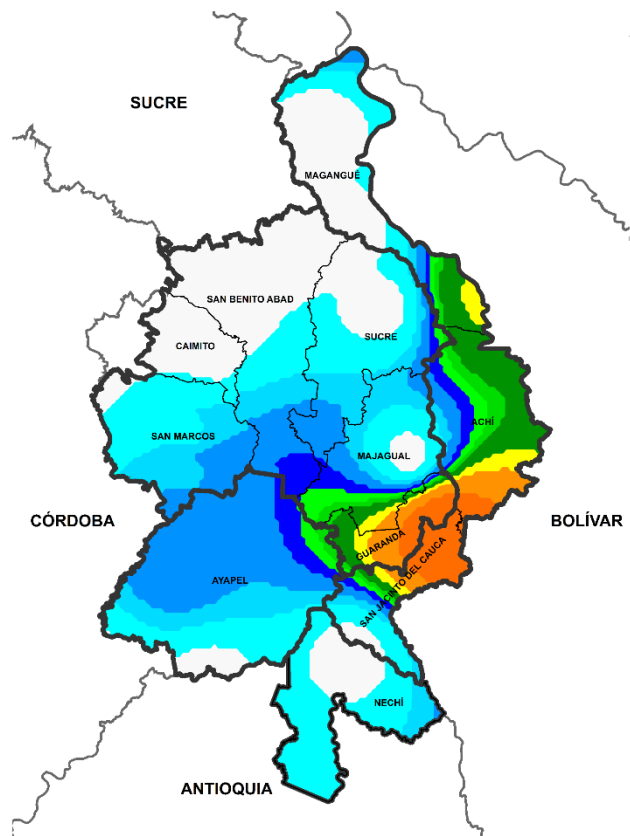 SUCRE
MAGANGUÉ
SAN BENITO ABAD
SUCRE
CAIMITO
ACHÍ
SAN MARCOS
MAJAGUAL
CÓRDOBA
BOLÍVAR
GUARANDA
AYAPEL
SAN JACINTO DEL CAUCA
NECHÍ
ANTIOQUIA